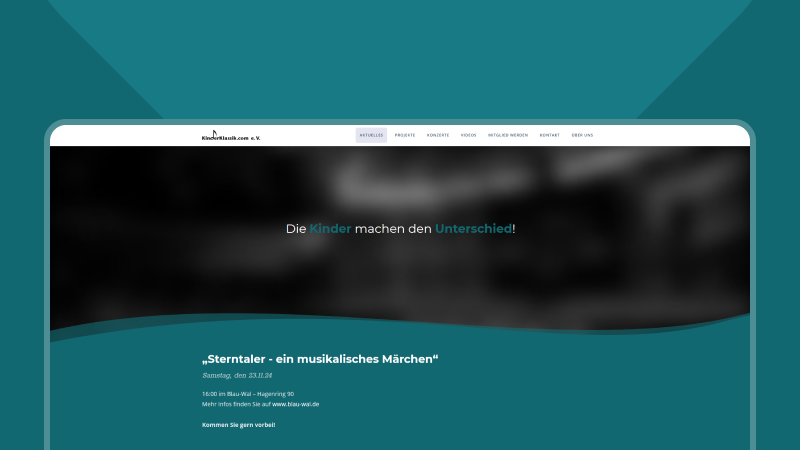 KinderKlassik.com e.V.
AKTUELLES PROJEKTE KONZERTE VIDEOS MITGLIED WERDEN KONTAKT ÜBER UNS
Die Kinder machen den Unterschied!
„Sterntaler - ein musikalisches Märchen“
Samstag, den 23.11.24
16:00 im Blau-Wal – Hagenring 90
Mehr Infos finden Sie auf www.blau-wal.de
Kommen Sie gern vorbei!